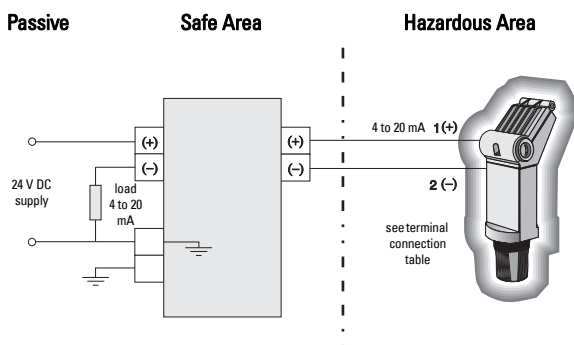 Passive
Safe Area
Hazardous Area
4 to 20 mA 1(+)
(+)
(+)
(–)
(–)
24 V DC
supply
load
4 to 20
mA
2 (–)
see terminal
connection
table